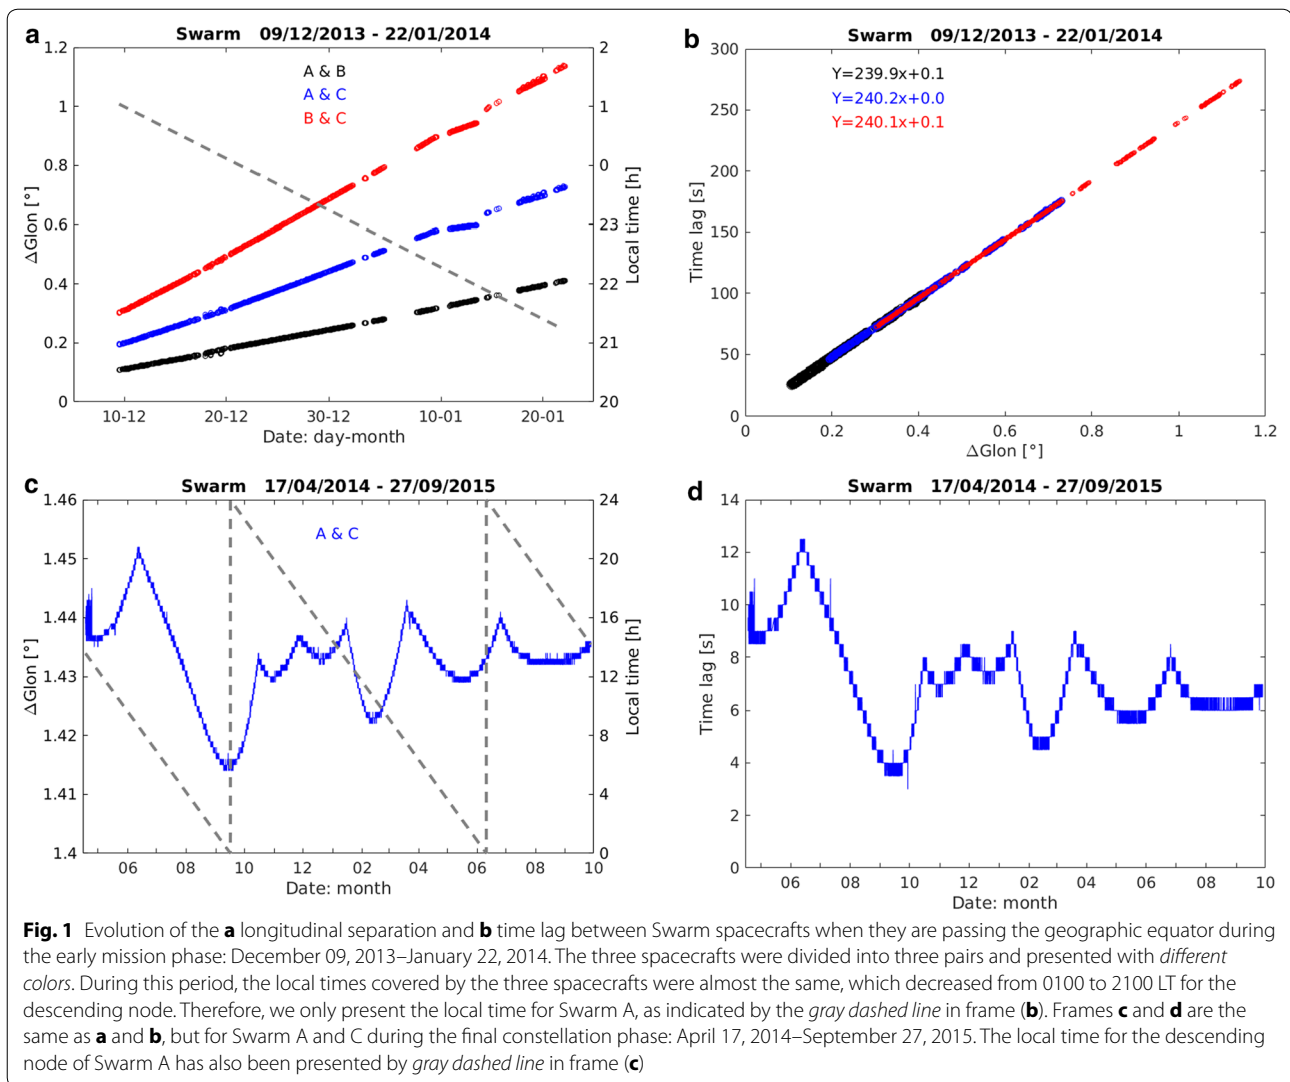 a
Swarm 09/12/2013 - 22/01/2014
1.2
1
0.8
0.6
0.4
0.2
0
ΔGlon [°]
A & B
A & C
B & C
2
1
0
23
22
21
20
Local time [h]
10-12 20-12 30-12 10-01 20-01
Date: day-month
b
Swarm 09/12/2013 - 22/01/2014
300
250
200
150
100
50
0
Time lag [s]
Y=239.9x+0.1
Y=240.2x+0.0
Y=240.1x+0.1
0 0.2 0.4 0.6 0.8 1 1.2
ΔGlon [°]
c
Swarm 17/04/2014 - 27/09/2015
1.46
1.45
1.44
1.43
1.42
1.41
1.4
ΔGlon [°]
A & C
24
20
16
12
8
4
0
Local time [h]
06 08 10 12 02 04 06 08 10
Date: month
d
Swarm 17/04/2014 - 27/09/2015
14
12
10
8
6
4
2
0
Time lag [s]
06 08 10 12 02 04 06 08 10
Date: month
Fig. 1 Evolution of the a longitudinal separation and b time lag between Swarm spacecrafts when they are passing the geographic equator during
the early mission phase: December 09, 2013–January 22, 2014. The three spacecrafts were divided into three pairs and presented with different
colors. During this period, the local times covered by the three spacecrafts were almost the same, which decreased from 0100 to 2100 LT for the
descending node. Therefore, we only present the local time for Swarm A, as indicated by the gray dashed line in frame (b). Frames c and d are the
same as a and b, but for Swarm A and C during the final constellation phase: April 17, 2014–September 27, 2015. The local time for the descending
node of Swarm A has also been presented by gray dashed line in frame (c)